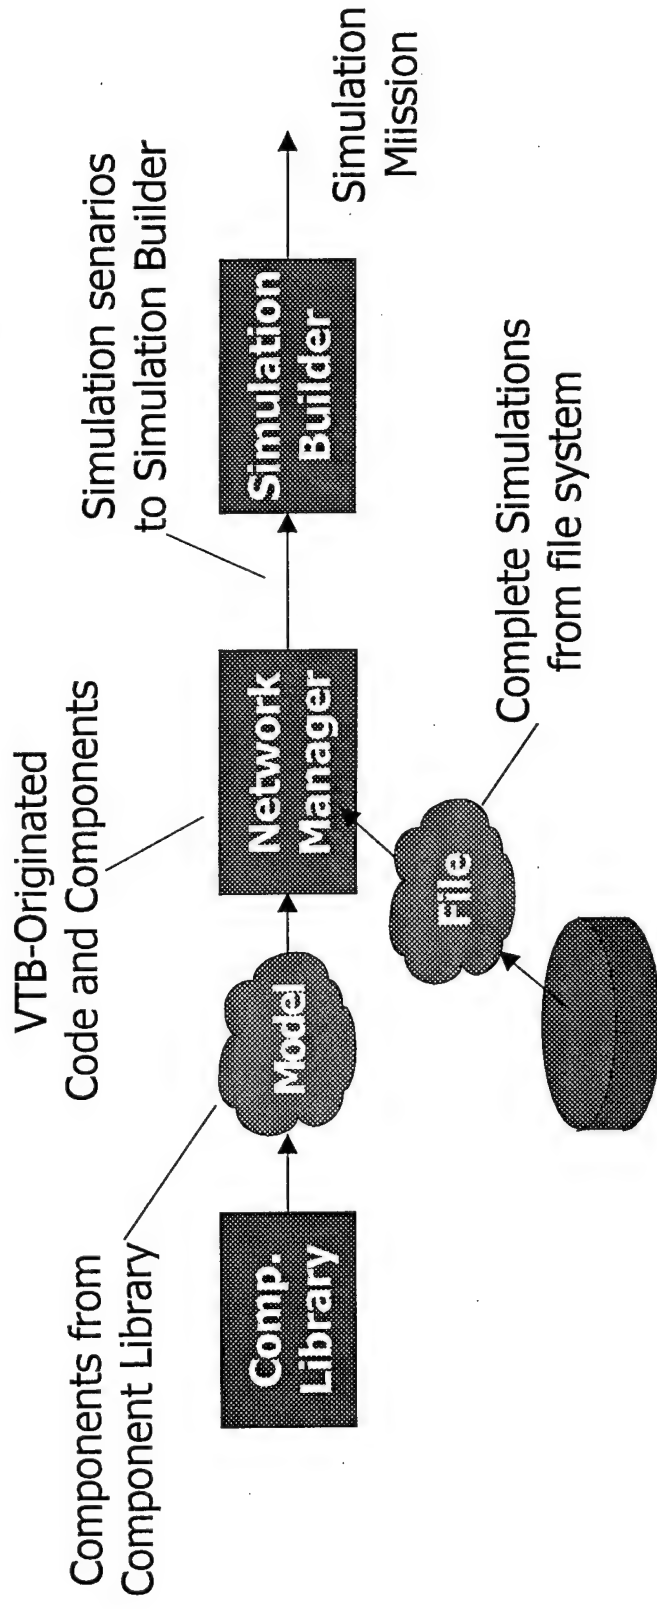 Components from
Component Library
VTB-Originated
Code and Components
Simulation senarios
to Simulation Builder
Comp.
Library
Model
Network
Manager
Simulation
Builder
Simulation
Miission
File
Complete Simulations
from file system